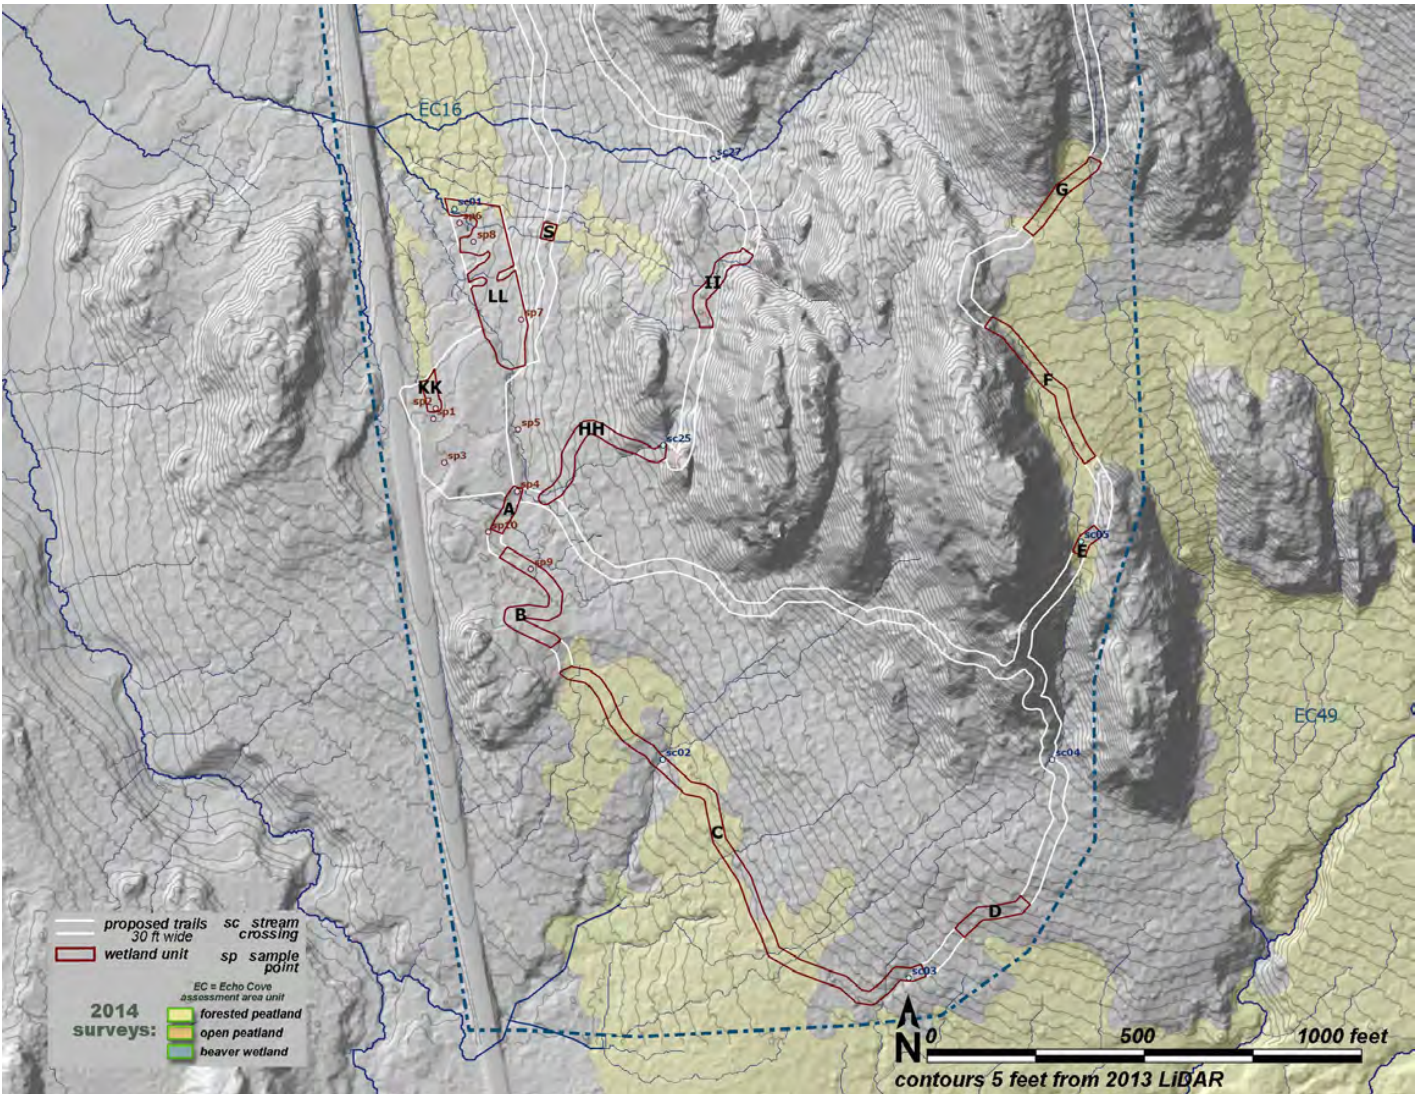 EC16
sc27
G
sc01
sp6
sp8
S
II
LL
sp7
F
KK
sp2
sp1
sp5
HH
sc25
sp3
sp4
A
sp10
sc05
E
sp9
B
EC49
sc02
sc04
C
D
sc03
proposed trails
30 ft wide
sc stream
crossing
wetland unit
sp sample
point
EC = Echo Cove
assessment area unit
2014
surveys:
forested peatland
open peatland
beaver wetland
N
0 500 1000 feet
contours 5 feet from 2013 LiDAR